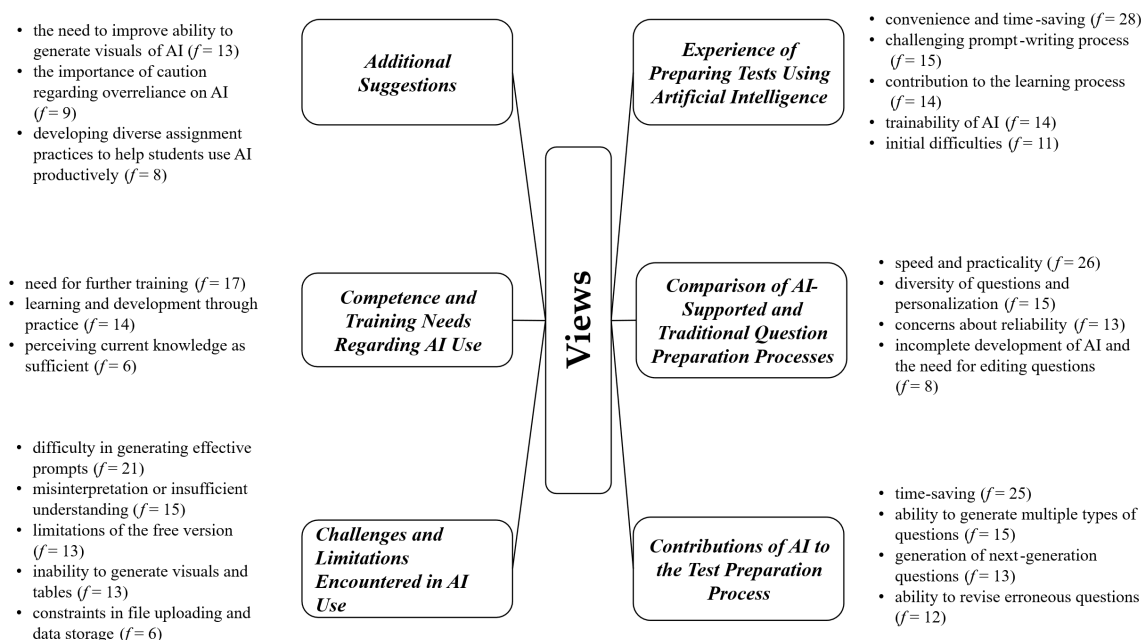 • the need to improve ability to
generate visuals of AI (f = 13)
• the importance of caution
regarding overreliance on AI
(f = 9)
• developing diverse assignment
practices to help students use AI
productively (f = 8)
Additional
Suggestions
Experience of
Preparing Tests Using
Artificial Intelligence
• convenience and time-saving (f = 28)
• challenging prompt-writing process
(f = 15)
• contribution to the learning process
(f = 14)
• trainability of AI (f = 14)
• initial difficulties (f = 11)
• need for further training (f = 17)
• learning and development through
practice (f = 14)
• perceiving current knowledge as
sufficient (f = 6)
Competence and
Training Needs
Regarding AI Use
Views
Comparison of AI-
Supported and
Traditional Question
Preparation Processes
• speed and practicality (f = 26)
• diversity of questions and
personalization (f = 15)
• concerns about reliability (f = 13)
• incomplete development of AI and
the need for editing questions
(f = 8)
• difficulty in generating effective
prompts (f = 21)
• misinterpretation or insufficient
understanding (f = 15)
• limitations of the free version
(f = 13)
• inability to generate visuals and
tables (f = 13)
• constraints in file uploading and
data storage (f = 6)
Challenges and
Limitations
Encountered in AI
Use
Contributions of AI to
the Test Preparation
Process
• time-saving (f = 25)
• ability to generate multiple types of
questions (f = 15)
• generation of next-generation
questions (f = 13)
• ability to revise erroneous questions
(f = 12)